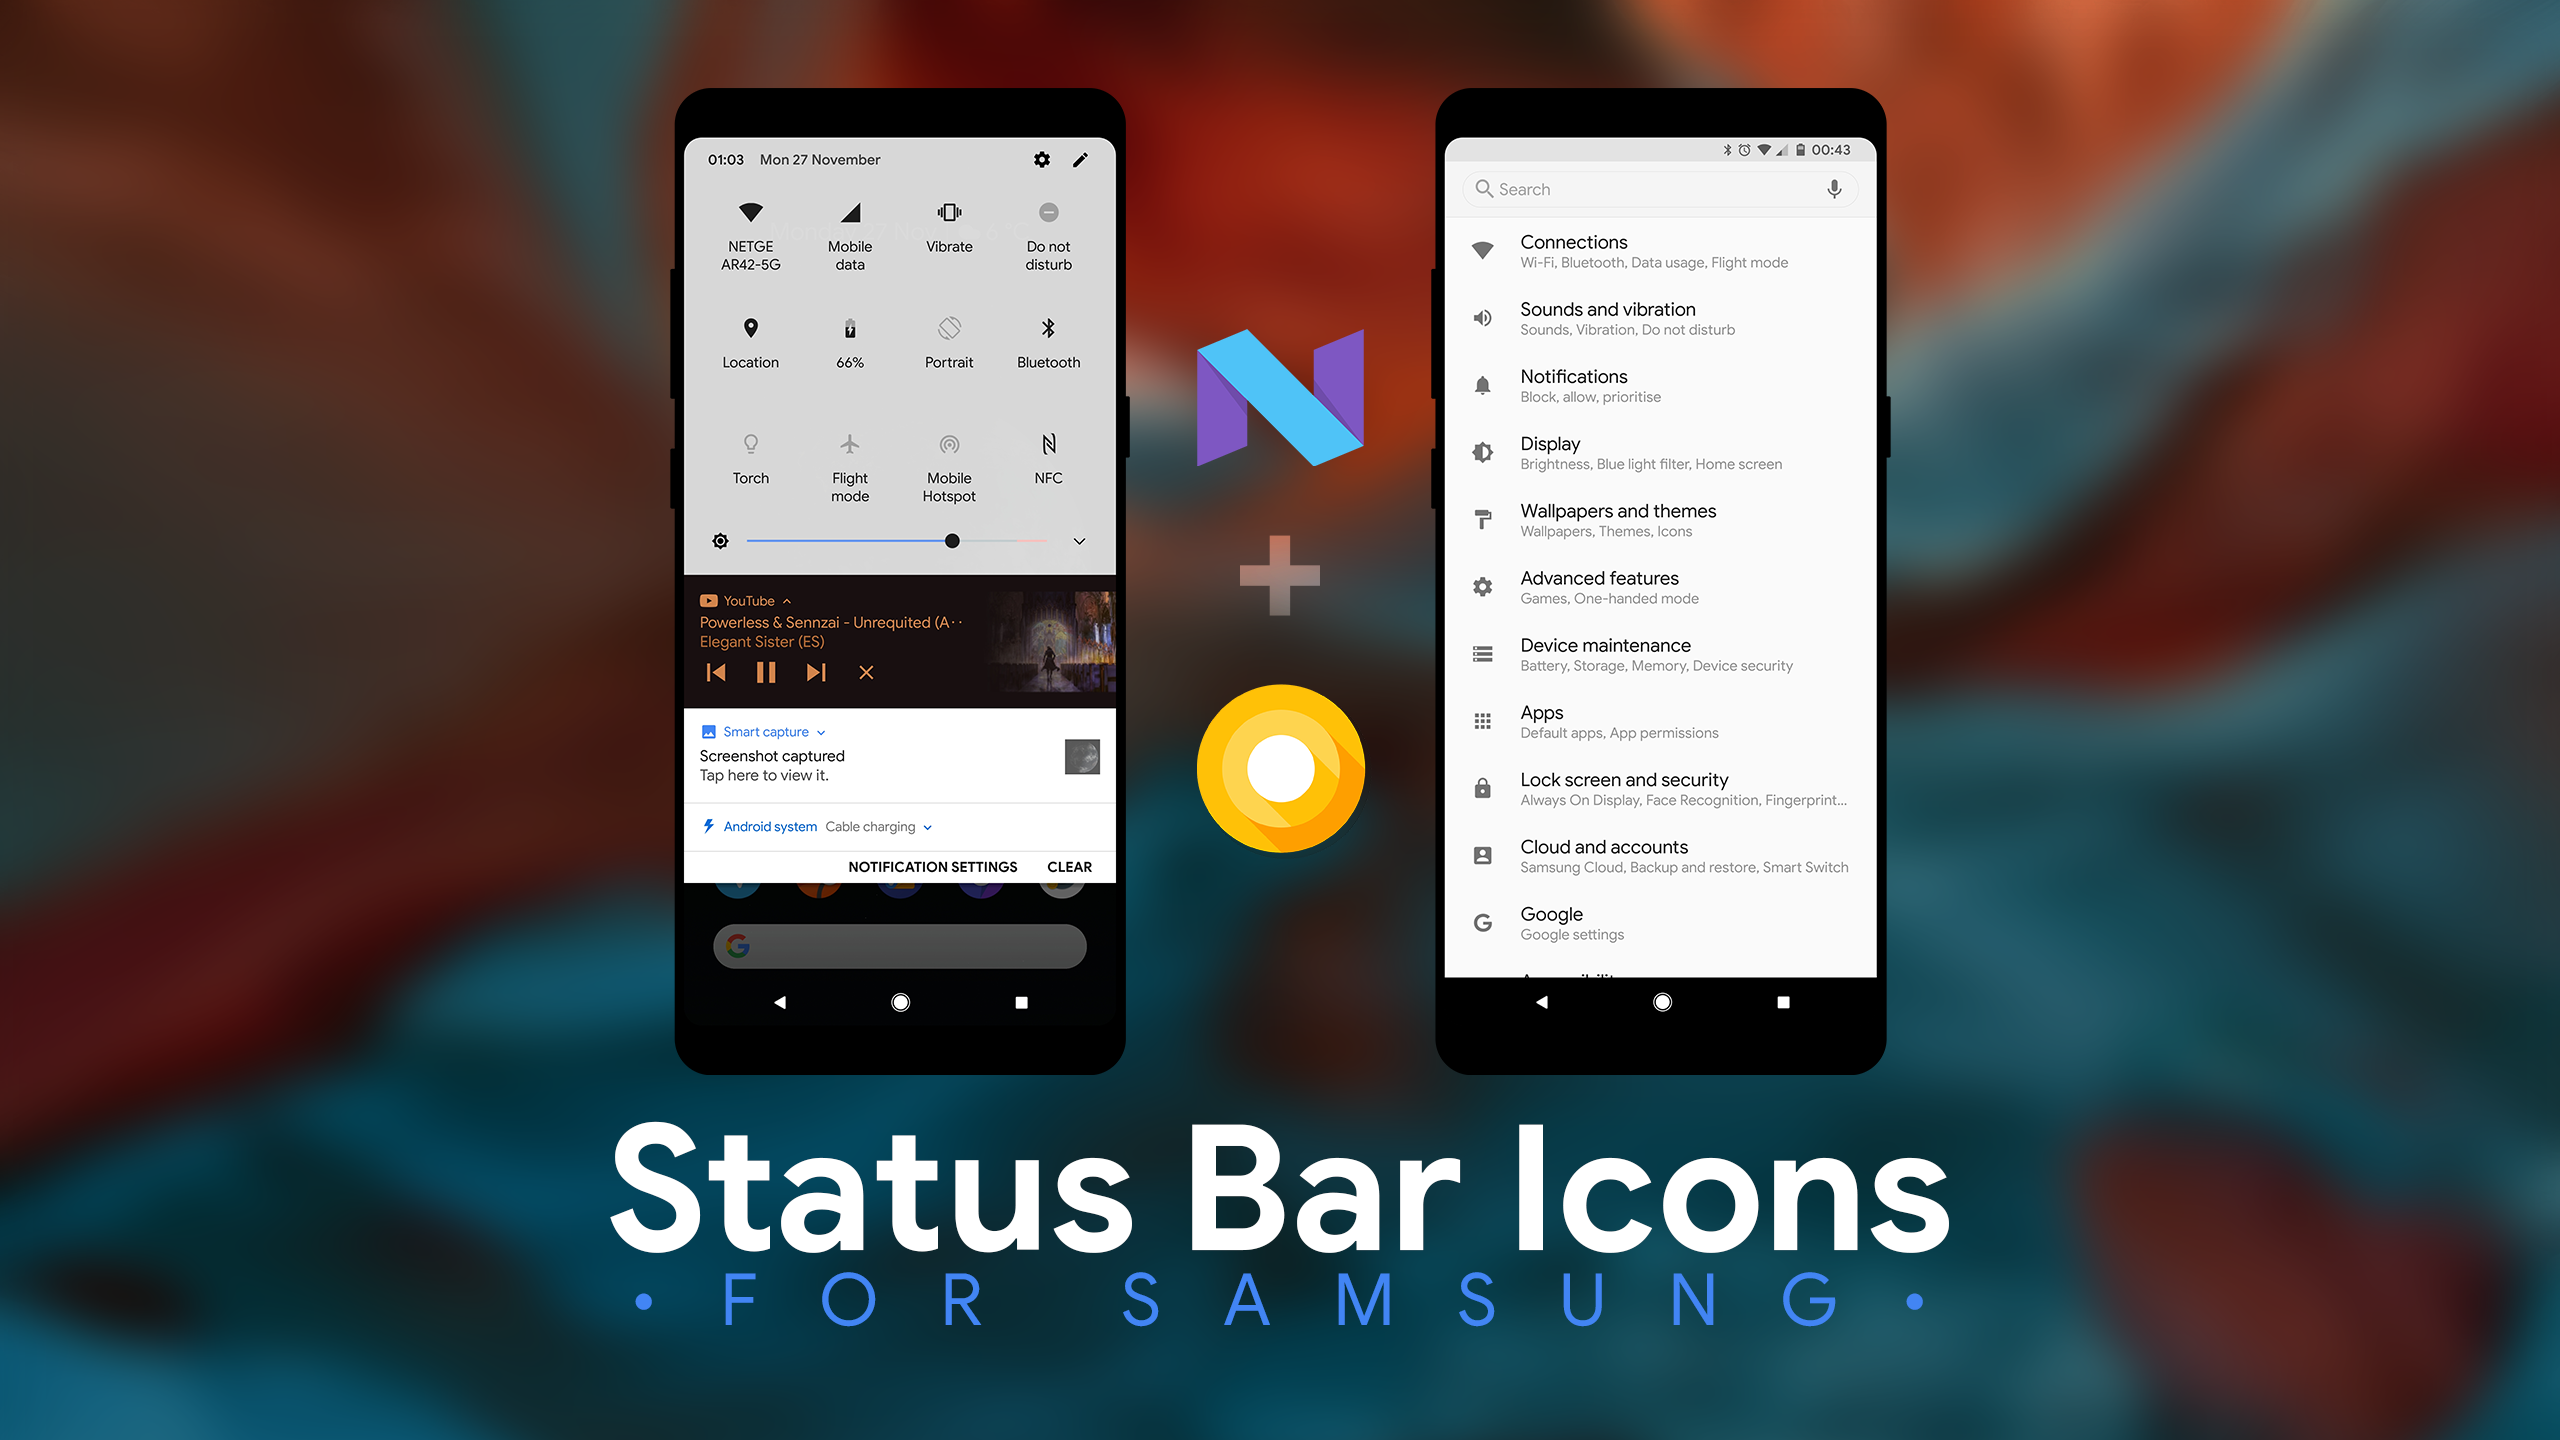 01:03 Mon 27 November
NETGE
AR42-5G
Mobile
data
Vibrate
Do not
disturb
Location
66%
Portrait
Bluetooth
Torch
Flight
mode
Mobile
Hotspot
NFC
YouTube
Powerless & Sennzai - Unrequited (A··
Elegant Sister (ES)
Smart capture
Screenshot captured
Tap here to view it.
Android system Cable charging
NOTIFICATION SETTINGS CLEAR
00:43
Search
Connections
Wi-Fi, Bluetooth, Data usage, Flight mode
Sounds and vibration
Sounds, Vibration, Do not disturb
Notifications
Block, allow, prioritise
Display
Brightness, Blue light filter, Home screen
Wallpapers and themes
Wallpapers, Themes, Icons
Advanced features
Games, One-handed mode
Device maintenance
Battery, Storage, Memory, Device security
Apps
Default apps, App permissions
Lock screen and security
Always On Display, Face Recognition, Fingerprint...
Cloud and accounts
Samsung Cloud, Backup and restore, Smart Switch
Google
Google settings
Status Bar Icons
• FOR SAMSUNG •